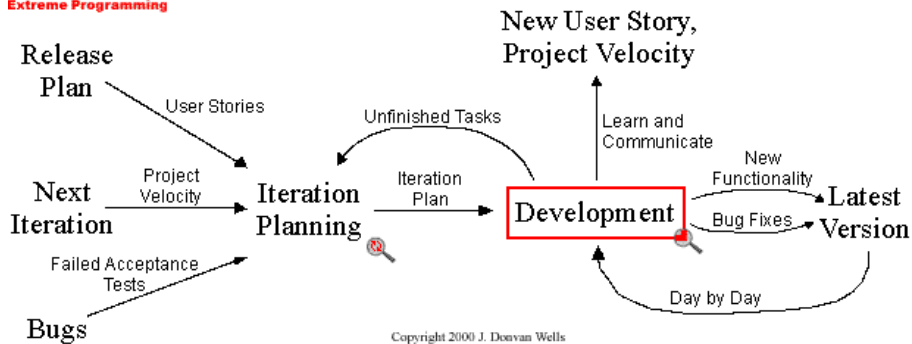 Extreme Programming
New User Story,
Project Velocity
Release
Plan
User Stories
Unfinished Tasks
Learn and
Communicate
New
Functionality
Next
Iteration
Project
Velocity
Iteration
Planning
Iteration
Plan
Development
Bug Fixes
Latest
Version
Failed Acceptance
Tests
Day by Day
Bugs
Copyright 2000 J. Donvan Wells